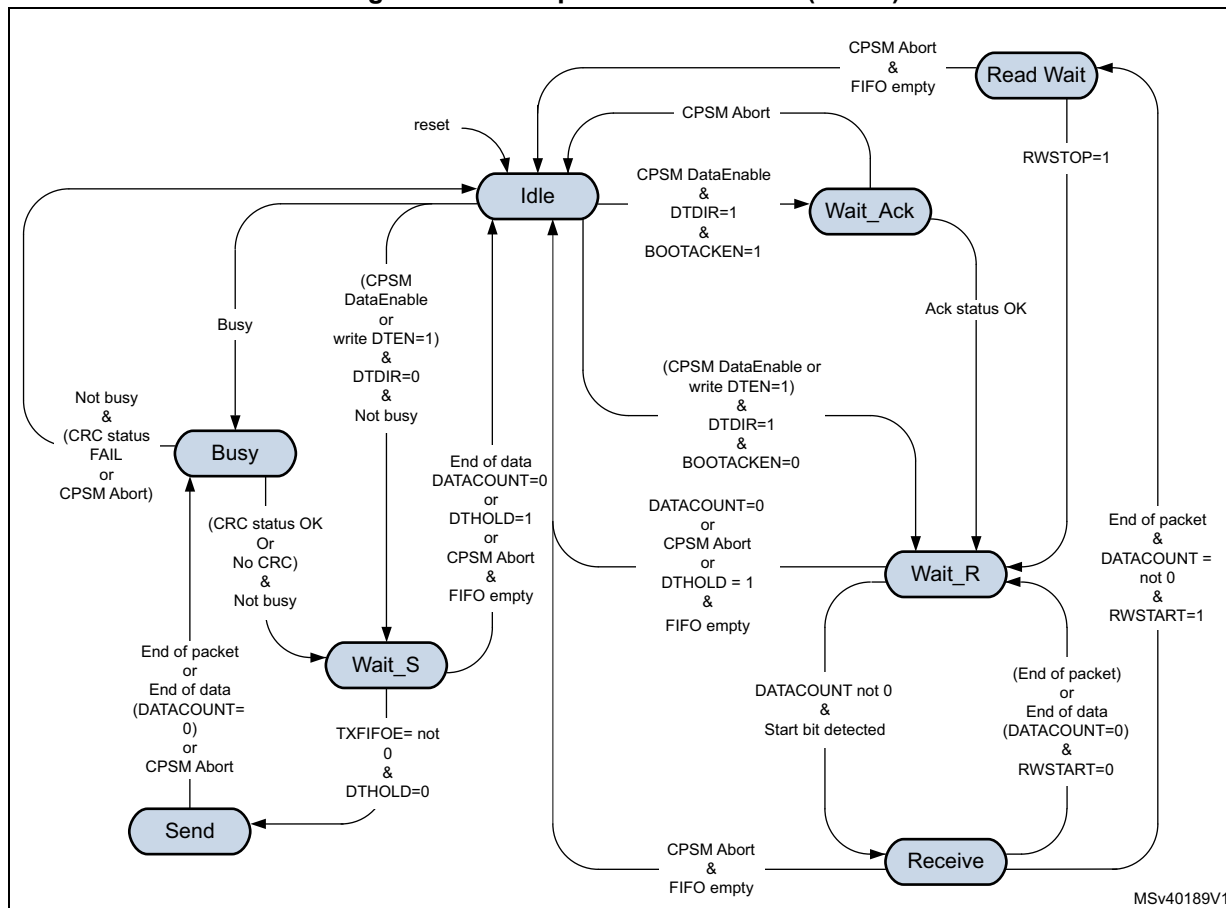 CPSM Abort
&
FIFO empty
Read Wait
reset
CPSM Abort
RWSTOP=1
Idle
CPSM DataEnable
&
DTDIR=1
&
BOOTACKEN=1
Wait_Ack
(CPSM
DataEnable
or
write DTEN=1)
&
DTDIR=0
&
Not busy
Busy
Ack status OK
(CPSM DataEnable or
write DTEN=1)
&
DTDIR=1
&
BOOTACKEN=0
Not busy
&
(CRC status
FAIL
or
CPSM Abort)
Busy
End of data
DATACOUNT=0
or
DTHOLD=1
or
CPSM Abort
&
FIFO empty
DATACOUNT=0
or
CPSM Abort
or
DTHOLD = 1
&
FIFO empty
Wait_R
End of packet
&
DATACOUNT =
not 0
&
RWSTART=1
(CRC status OK
Or
No CRC)
&
Not busy
Wait_S
End of packet
or
End of data
(DATACOUNT=
0)
or
CPSM Abort
DATACOUNT not 0
&
Start bit detected
(End of packet)
or
End of data
(DATACOUNT=0)
&
RWSTART=0
TXFIFOE= not
0
&
DTHOLD=0
Send
CPSM Abort
&
FIFO empty
Receive
MSv40189V1